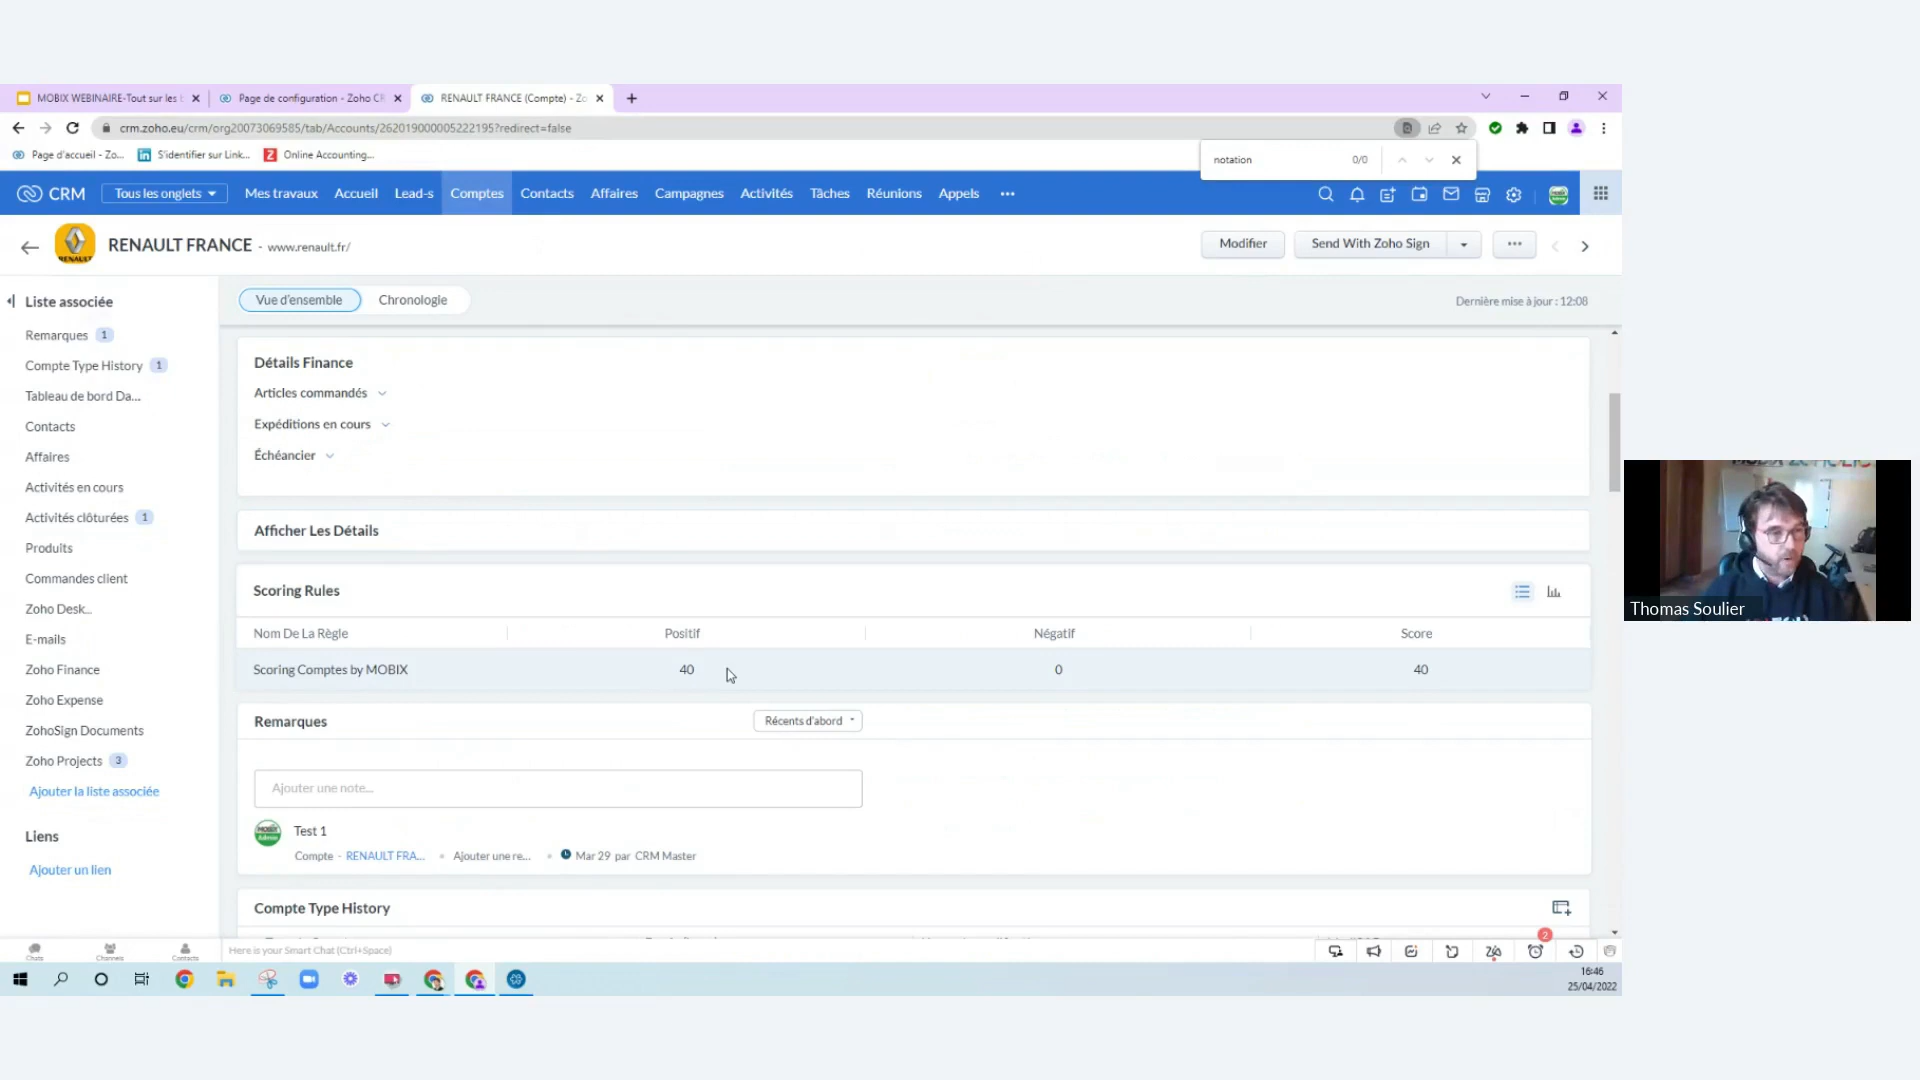 MOBIX WEBINAIRE-Tout sur les
Page de configuration - Zoho CR
RENAULT FRANCE (Compte) - Zo
crm.zoho.eu/crm/org20073069585/tab/Accounts/262019000005222195?redirect=false
Page d'accueil - Zo...
S'identifier sur Link...
Online Accounting...
notation
0/0
CRM
Tous les onglets
Mes travaux
Accueil
Lead-s
Comptes
Contacts
Affaires
Campagnes
Activités
Tâches
Réunions
Appels
RENAULT
RENAULT FRANCE - www.renault.fr/
Modifier
Send With Zoho Sign
Liste associée
Remarques 1
Compte Type History 1
Tableau de bord Da...
Contacts
Affaires
Activités en cours
Activités clôturées 1
Produits
Commandes client
Zoho Desk...
E-mails
Zoho Finance
Zoho Expense
ZohoSign Documents
Zoho Projects 3
Ajouter la liste associée
Liens
Ajouter un lien
Vue d'ensemble
Chronologie
Dernière mise à jour : 12:08
Détails Finance
Articles commandés
Expéditions en cours
Échéancier
Afficher Les Détails
Scoring Rules
Nom De La Règle
Positif
Négatif
Score
Scoring Comptes by MOBIX
40
0
40
Remarques
Récents d'abord
Ajouter une note...
Test 1
Compte - RENAULT FRA...
Ajouter une re...
Mar 29 par CRM Master
Compte Type History
Chats
Channels
Contacts
Here is your Smart Chat (Ctrl+Space)
2
16:46
25/04/2022
Thomas Soulier